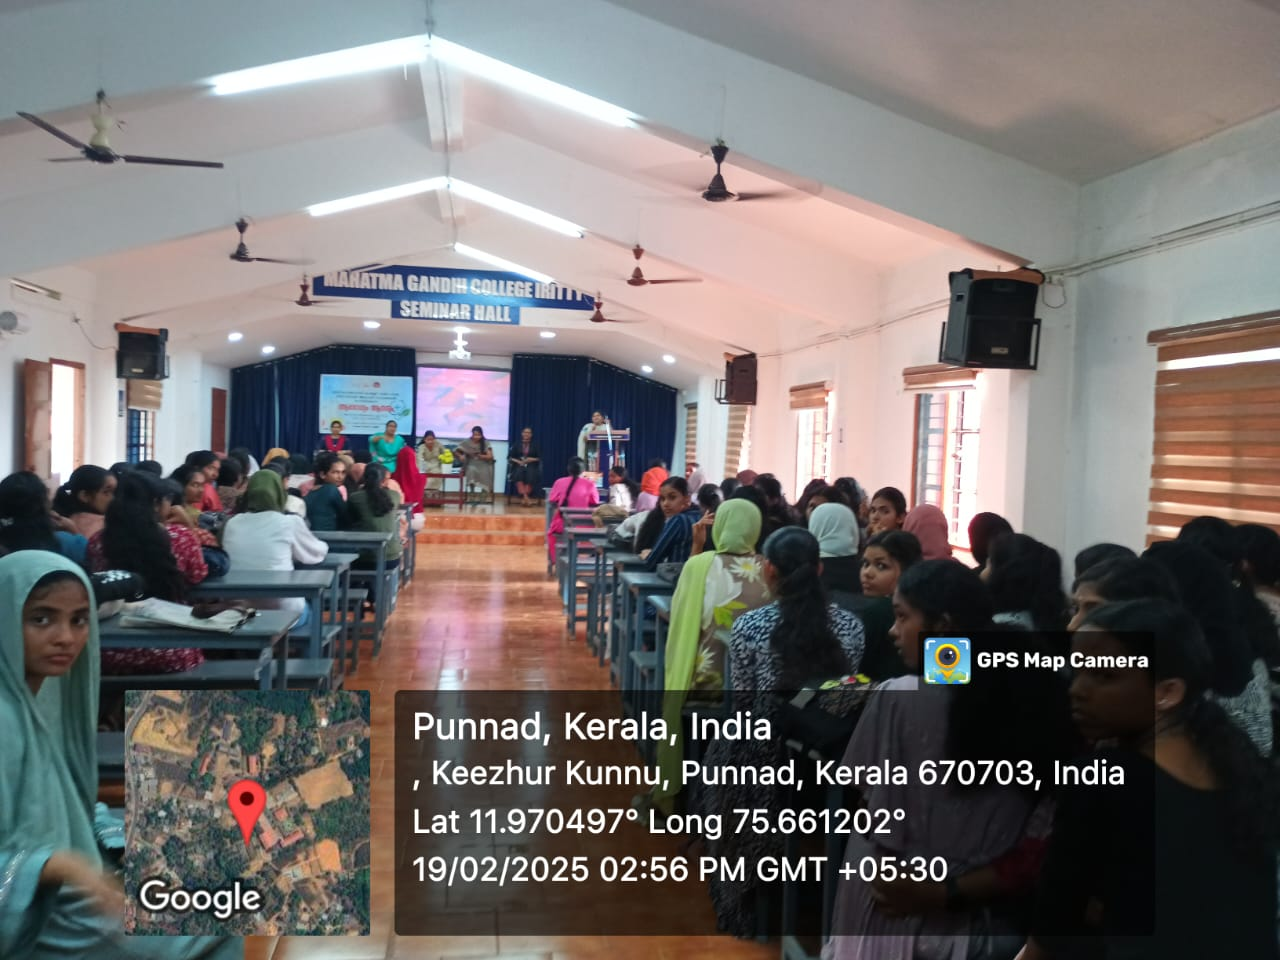 MAHATMA GANDHI COLLEGE IRITTY
SEMINAR HALL
GPS Map Camera
Punnad, Kerala, India
, Keezhur Kunnu, Punnad, Kerala 670703, India
Lat 11.970497° Long 75.661202°
19/02/2025 02:56 PM GMT +05:30
Google